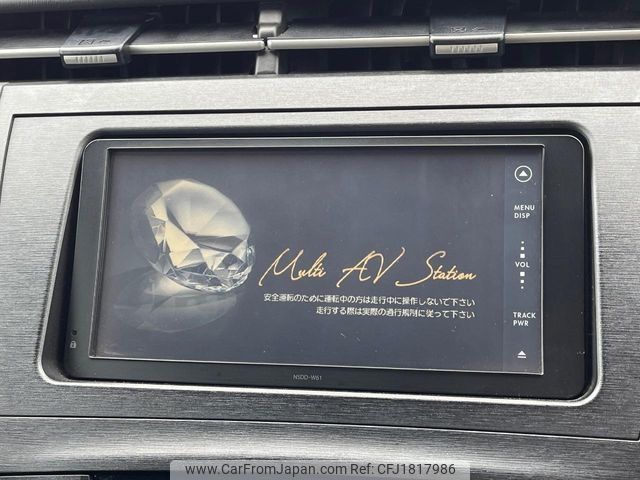 MENU
DISP
VOL
TRACK
PWR
Multi AV Station
安全運転のために運転中の方は走行中に操作しないで下さい
走行する際は実際の通行規制に従って下さい
NSDD-W61
www.CarFromJapan.com Ref: CFJ1817986